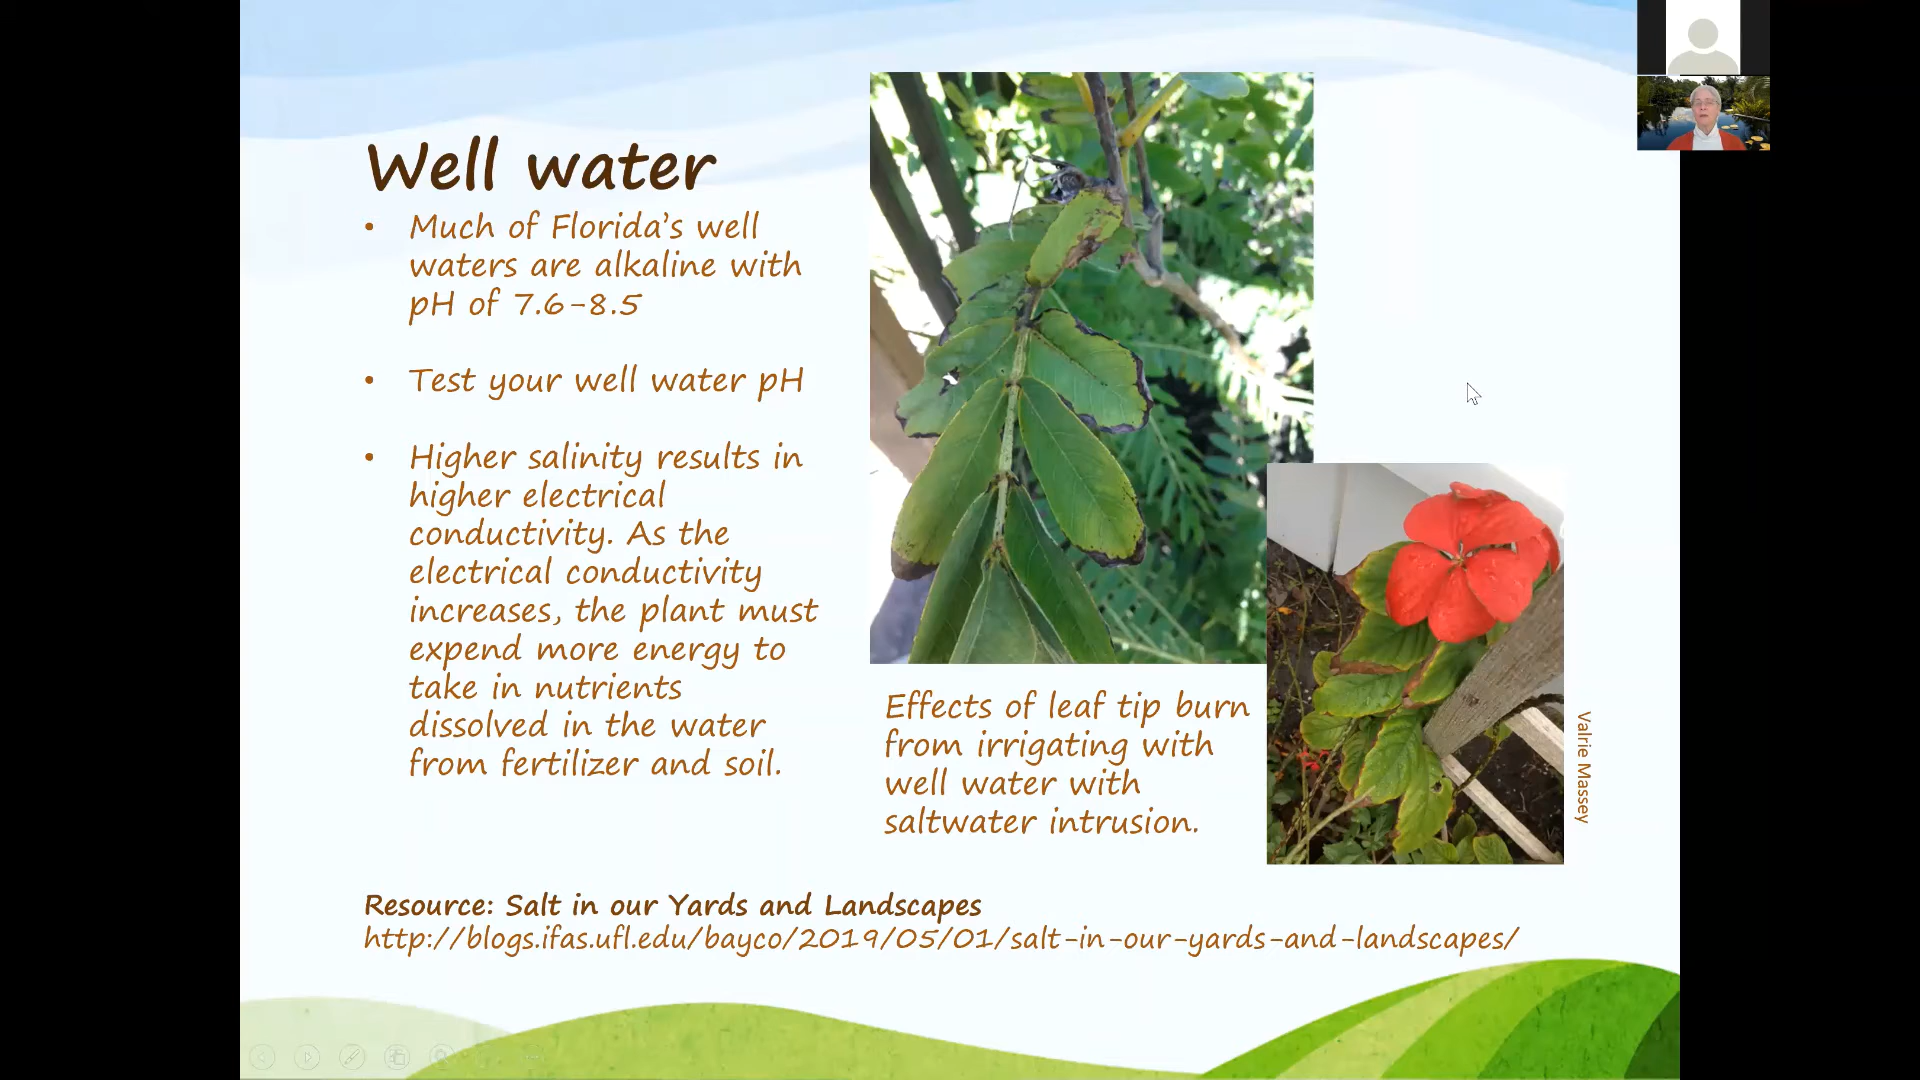 Well water
• Much of Florida's well
waters are alkaline with
pH of 7.6-8.5
• Test your well water pH
• Higher salinity results in
higher electrical
conductivity. As the
electrical conductivity
increases, the plant must
expend more energy to
take in nutrients
dissolved in the water
from fertilizer and soil.
Effects of leaf tip burn
from irrigating with
well water with
saltwater intrusion.
Valrie Massey
Resource: Salt in our Yards and Landscapes
http://blogs.ifas.ufl.edu/bayco/2019/05/01/salt-in-our-yards-and-landscapes/